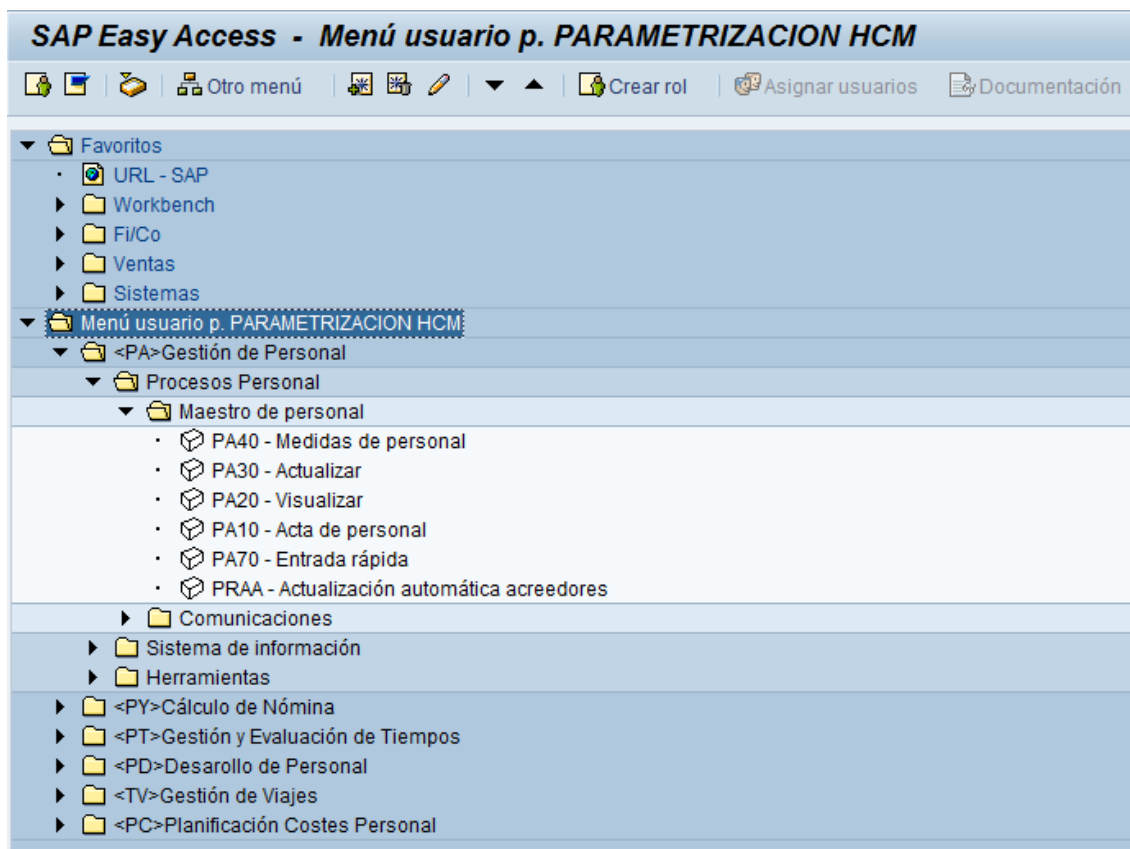 SAP Easy Access - Menú usuario p. PARAMETRIZACION HCM
Otro menú Crear rol Asignar usuarios Documentación
Favoritos
URL - SAP
Workbench
Fi/Co
Ventas
Sistemas
Menú usuario p. PARAMETRIZACION HCM
<PA>Gestión de Personal
Procesos Personal
Maestro de personal
PA40 - Medidas de personal
PA30 - Actualizar
PA20 - Visualizar
PA10 - Acta de personal
PA70 - Entrada rápida
PRAA - Actualización automática acreedores
Comunicaciones
Sistema de información
Herramientas
<PY>Cálculo de Nómina
<PT>Gestión y Evaluación de Tiempos
<PD>Desarollo de Personal
<TV>Gestión de Viajes
<PC>Planificación Costes Personal